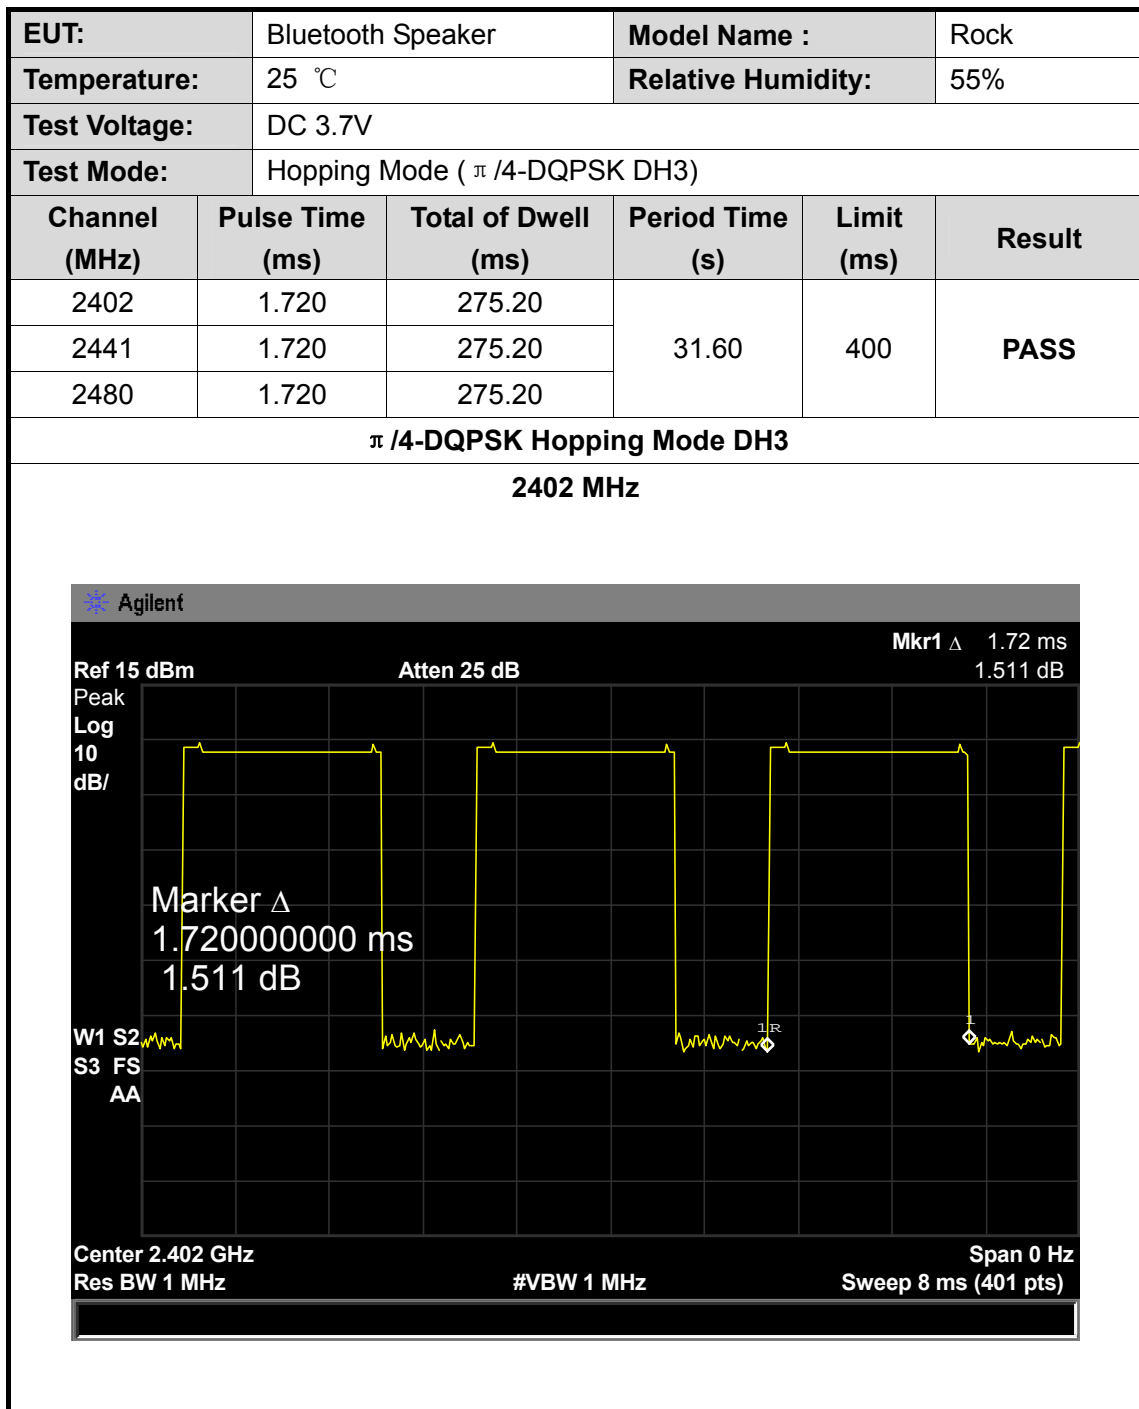 EUT: Bluetooth Speaker Model Name : Rock
Temperature: 25 ℃ Relative Humidity: 55%
Test Voltage: DC 3.7V
Test Mode: Hopping Mode ( π /4-DQPSK DH3)
Channel (MHz) Pulse Time (ms) Total of Dwell (ms) Period Time (s) Limit (ms) Result
2402 1.720 275.20
2441 1.720 275.20 31.60 400 PASS
2480 1.720 275.20
π /4-DQPSK Hopping Mode DH3
2402 MHz
Agilent
Mkr1 Δ 1.72 ms
Ref 15 dBm Atten 25 dB 1.511 dB
Peak
Log
10
dB/
Marker Δ
1.720000000 ms
1.511 dB
1R 1
W1 S2
S3 FS
AA
Center 2.402 GHz Span 0 Hz
Res BW 1 MHz #VBW 1 MHz Sweep 8 ms (401 pts)